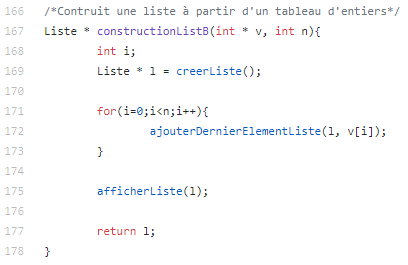 166 /*Contruit une liste à partir d'un tableau d'entiers*/
167 Liste * constructionListB(int * v, int n){
168 int i;
169 Liste * l = creerListe();
170
171 for(i=0;i<n;i++){
172 ajouterDernierElementListe(l, v[i]);
173 }
174
175 afficherListe(l);
176
177 return l;
178 }